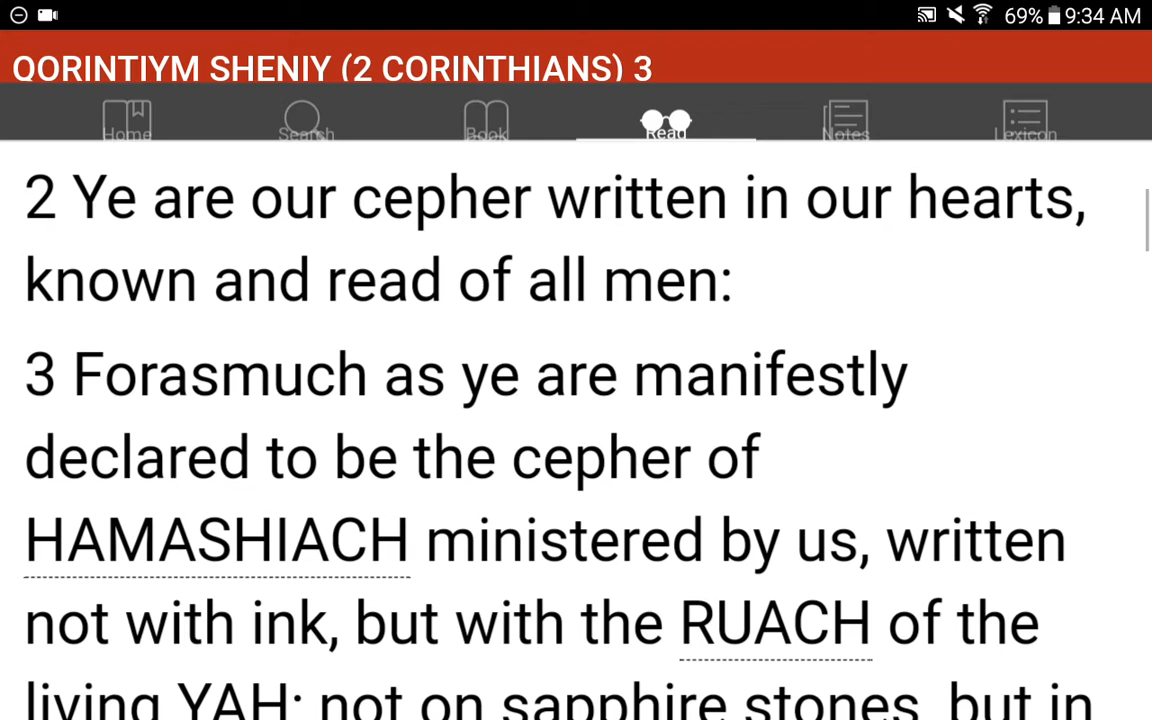 69% 9:34 AM
QORINTIYM SHENIY (2 CORINTHIANS) 3
Home Search Book Read Notes Lexicon
2 Ye are our cepher written in our hearts,
known and read of all men:
3 Forasmuch as ye are manifestly
declared to be the cepher of
HAMASHIACH ministered by us, written
not with ink, but with the RUACH of the
living YAH; not on sapphire stones, but in